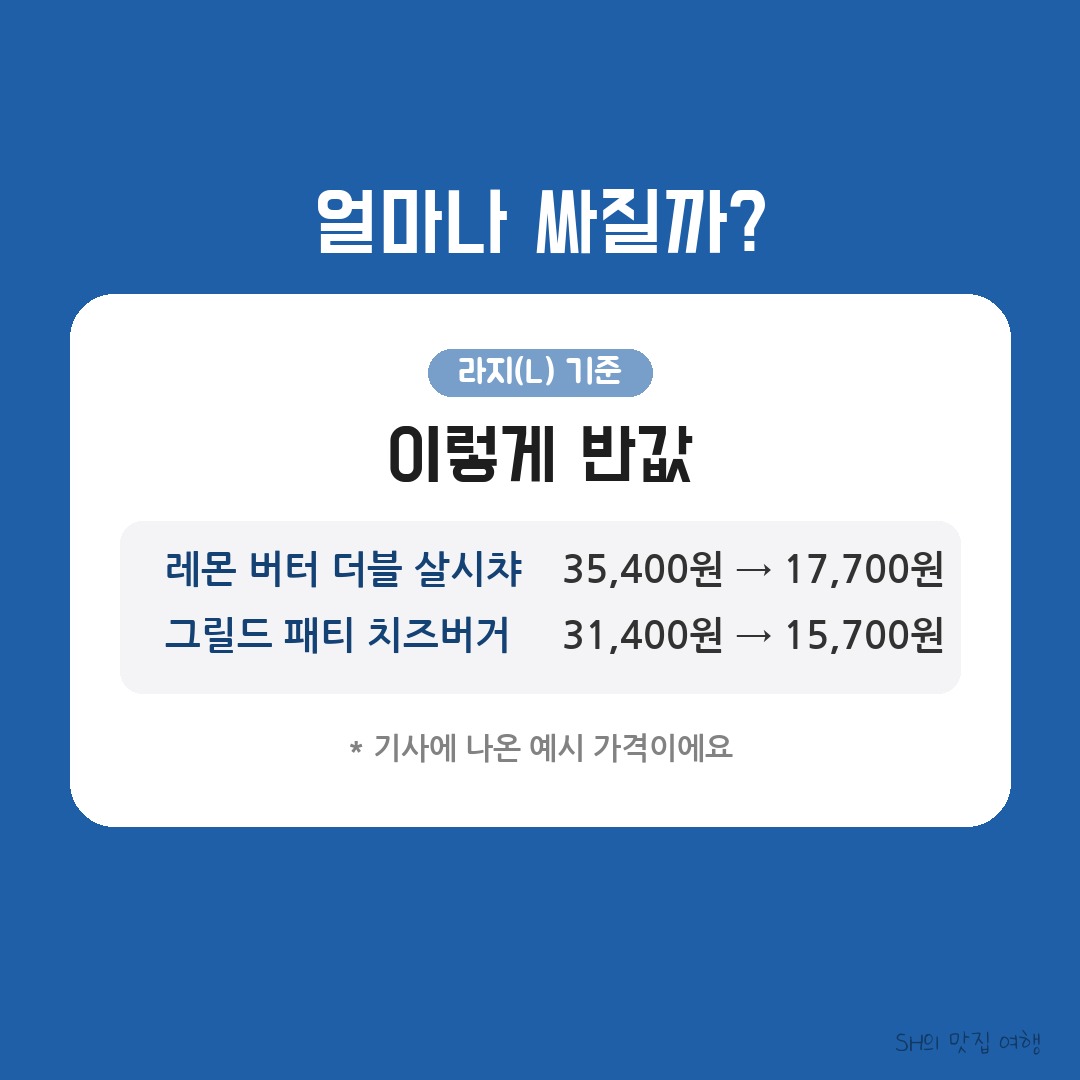 얼마나 싸질까?
라지(L) 기준
이렇게 반값
레몬 버터 더블 살시챠 35,400원 → 17,700원
그릴드 패티 치즈버거 31,400원 → 15,700원
* 기사에 나온 예시 가격이에요
SH의 맛집 여행